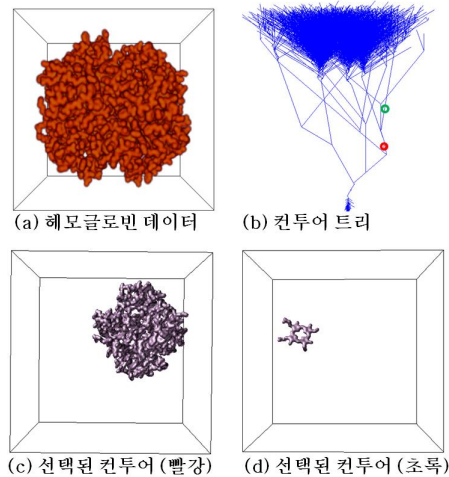 (a) 헤모글로빈 데이터
(b) 컨투어 트리
(c) 선택된 컨투어 (빨강)
(d) 선택된 컨투어 (초록)